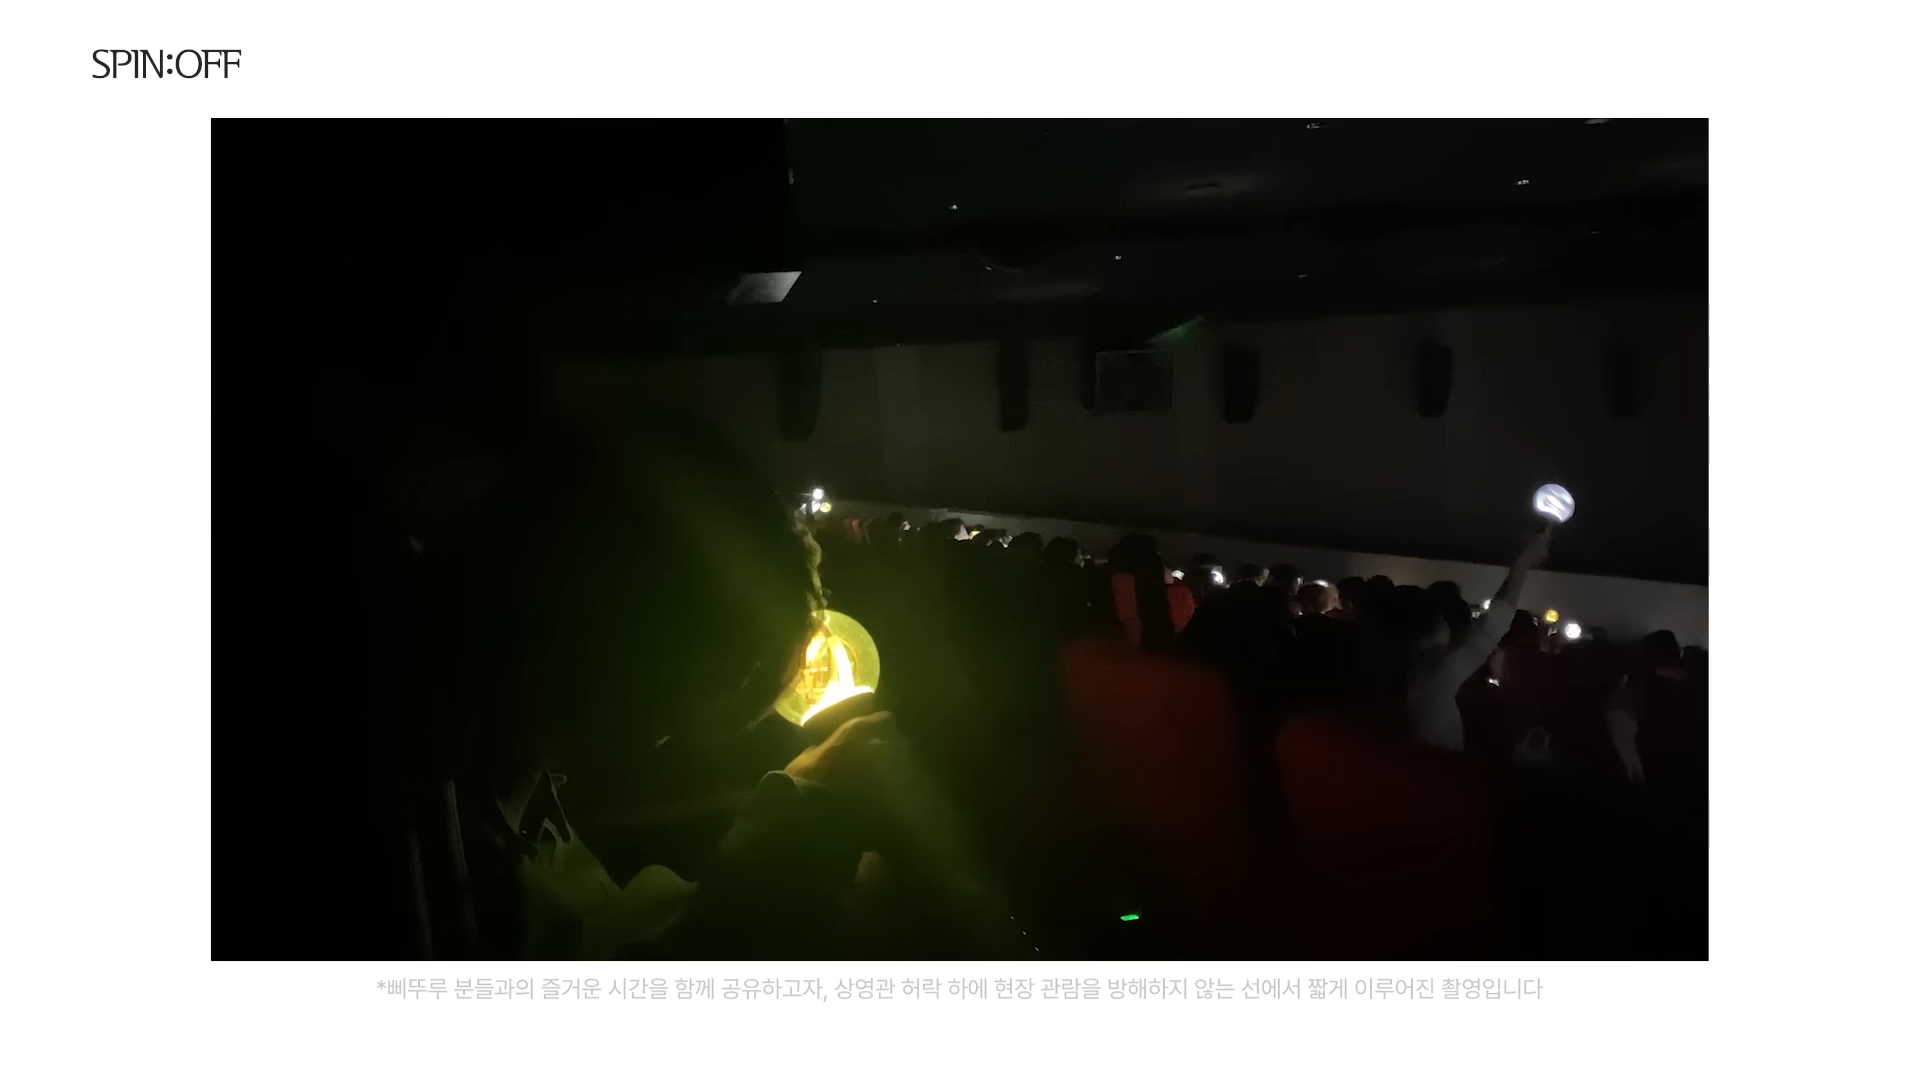 SPIN:OFF
*삐뚜루 분들과의 즐거운 시간을 함께 공유하고자, 상영관 허락 하에 현장 관람을 방해하지 않는 선에서 짧게 이루어진 촬영입니다